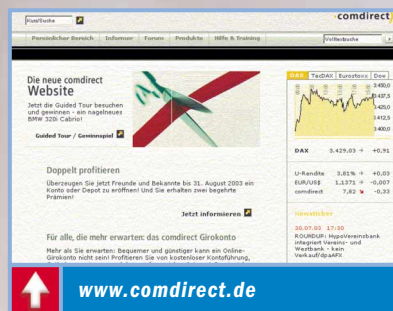 Kurs/Suche
comdirect
Persönlicher Bereich Informer Forum Produkte Hilfe & Training
Volltextsuche
Die neue comdirect
Website
Jetzt die Guided Tour besuchen
und gewinnen - ein nagelneues
BMW 320i Cabrio!
Guided Tour / Gewinnspiel
Doppelt profitieren
Überzeugen Sie jetzt Freunde und Bekannte bis 31. August 2003 ein
Konto oder Depot zu eröffnen! Und Sie erhalten zwei begehrte
Prämien!
Jetzt informieren
Für alle, die mehr erwarten: das comdirect Girokonto
Mehr als Sie erwarten: Bequemer und günstiger kann ein Online-
Girokonto nicht sein! Profitieren Sie von kostenloser Kontoführung,
DAX TecDAX Eurostoxx Dow
3.450,0
3.437,5
3.425,0
3.412,5
3.400,0
DAX 3.429,03 → +0,91
U-Rendite 3,81% → +0,03
EUR/US$ 1,1371 → -0,007
comdirect 7,82 ↘ -0,33
Newsticker
30.07.03 17:30
ROUNDUP: HypoVereinsbank
integriert Vereins- und
Westbank - kein
Verkauf/dpaAFX
www.comdirect.de